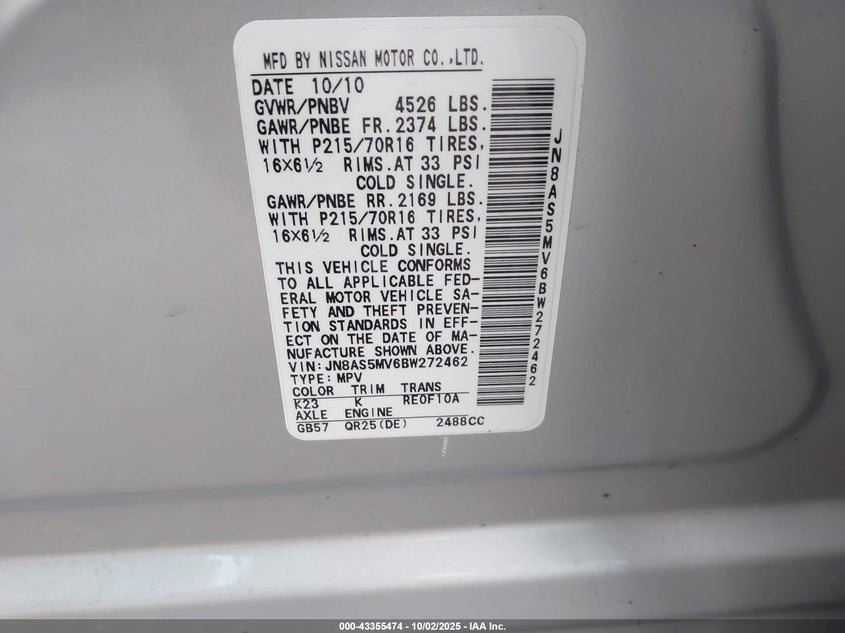 MFD BY NISSAN MOTOR CO.,LTD.
DATE 10/10
GVWR/PNBV 4526 LBS.
GAWR/PNBE FR. 2374 LBS.
WITH P215/70R16 TIRES,
16X6½ RIMS. AT 33 PSI
COLD SINGLE.
GAWR/PNBE RR. 2169 LBS.
WITH P215/70R16 TIRES,
16X6½ RIMS. AT 33 PSI
COLD SINGLE.
THIS VEHICLE CONFORMS
TO ALL APPLICABLE FED-
ERAL MOTOR VEHICLE SA-
FETY AND THEFT PREVEN-
TION STANDARDS IN EFF-
ECT ON THE DATE OF MA-
NUFACTURE SHOWN ABOVE.
VIN: JN8AS5MV6BW272462
TYPE: MPV
COLOR TRIM TRANS
K23 K RE0F10A
AXLE ENGINE
GB57 QR25(DE) 2488CC
JN8AS5MV6BW272462
000-43355474 - 10/02/2025 - IAA Inc.